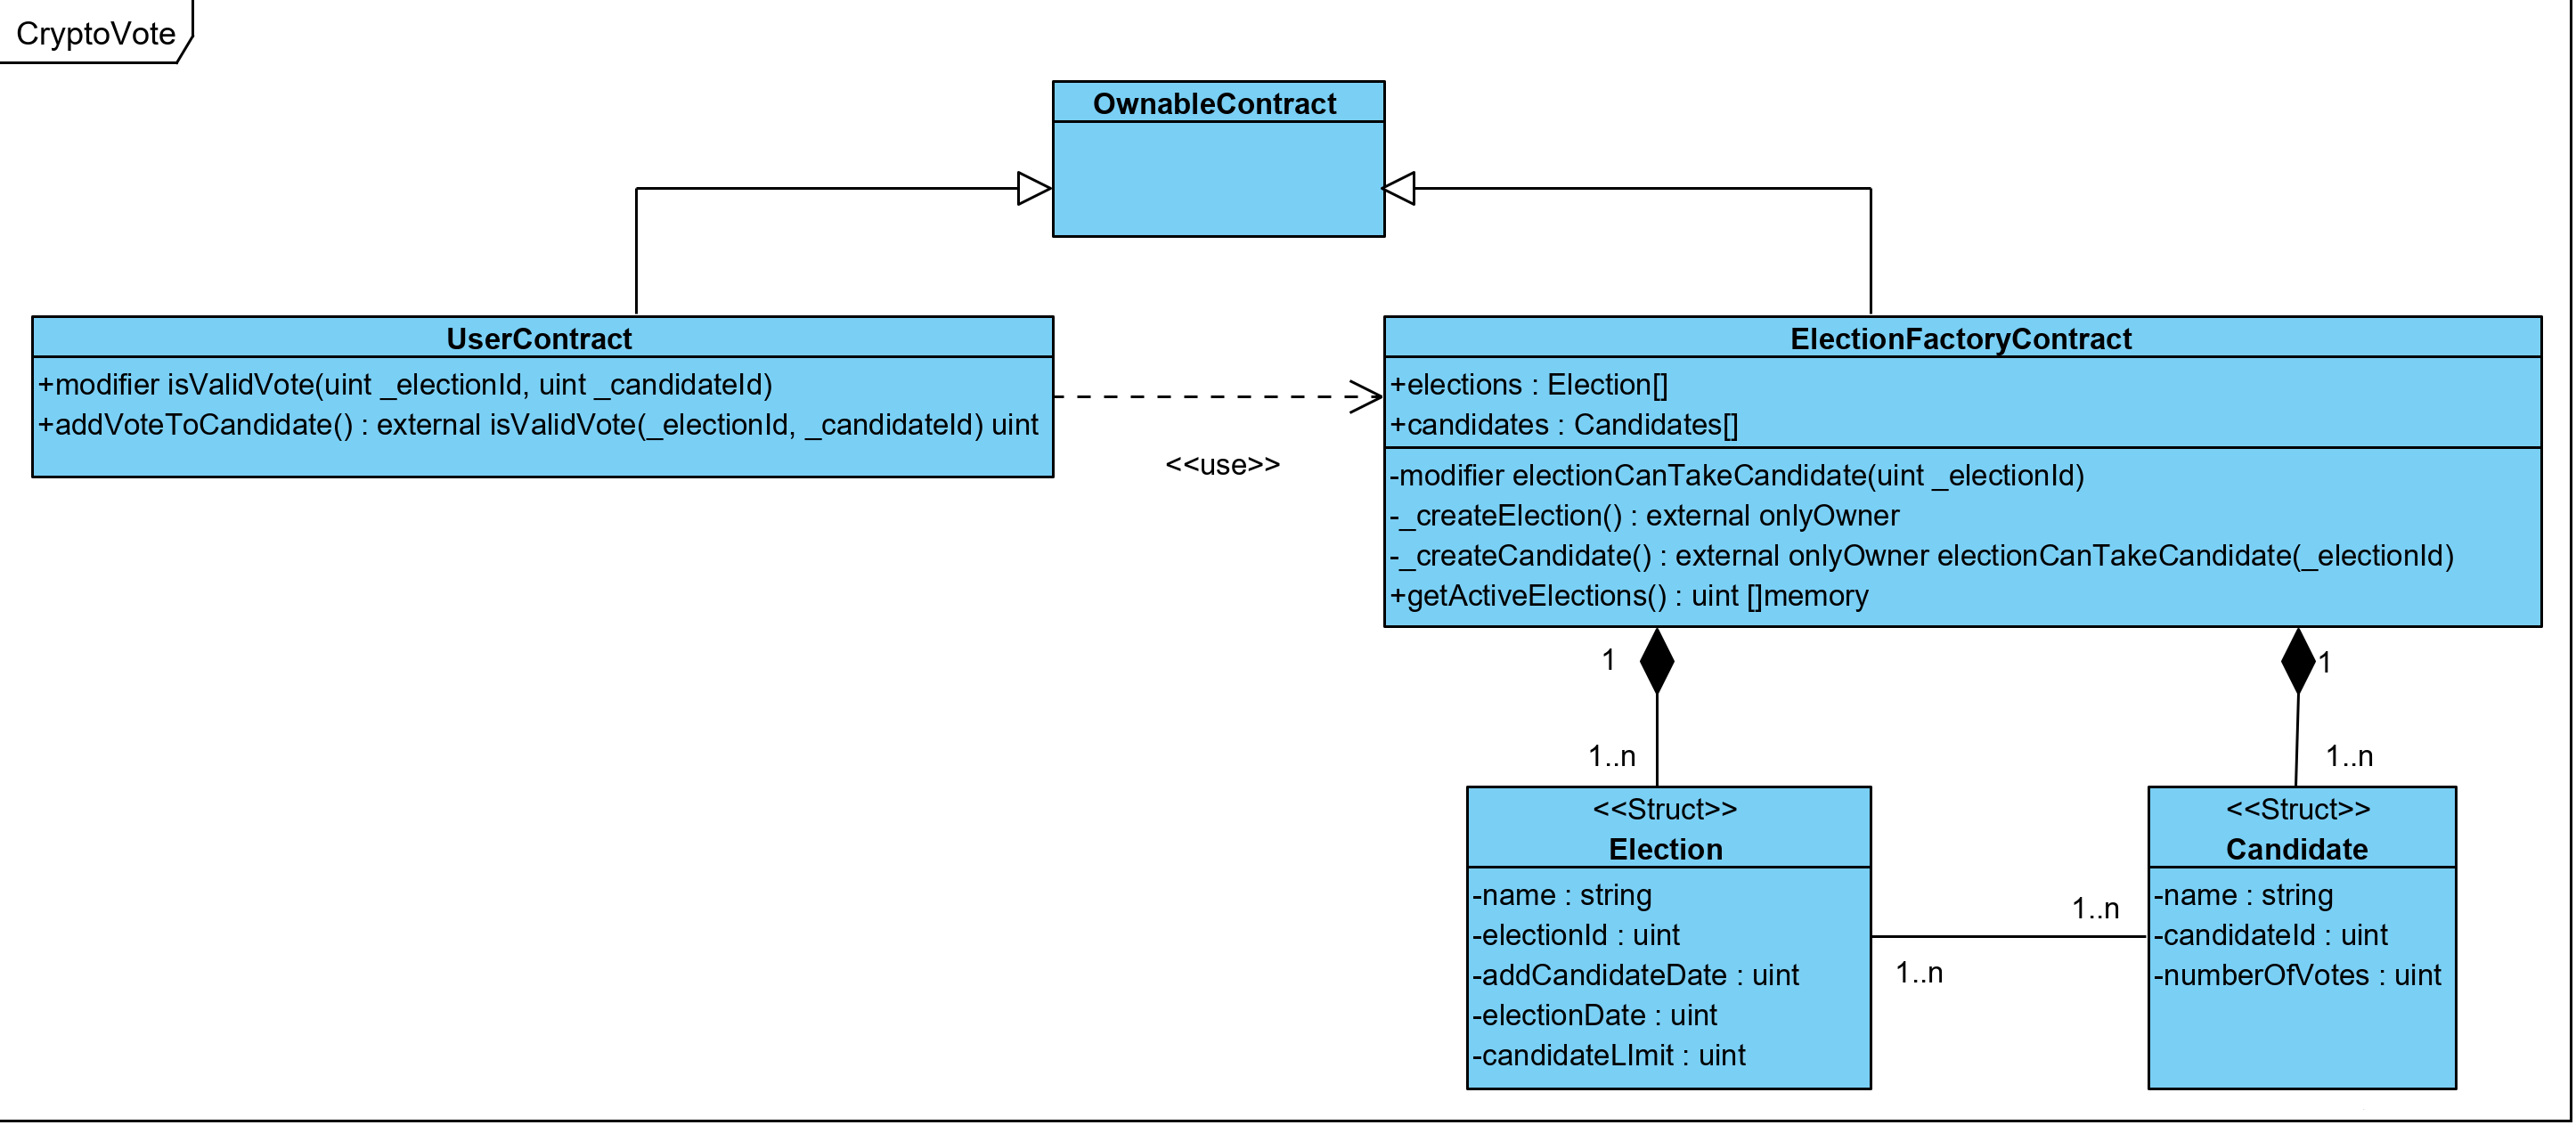 CryptoVote
OwnableContract
UserContract
+modifier isValidVote(uint _electionId, uint _candidateId)
+addVoteToCandidate() : external isValidVote(_electionId, _candidateId) uint
<<use>>
ElectionFactoryContract
+elections : Election[]
+candidates : Candidates[]
-modifier electionCanTakeCandidate(uint _electionId)
-_createElection() : external onlyOwner
-_createCandidate() : external onlyOwner electionCanTakeCandidate(_electionId)
+getActiveElections() : uint []memory
1
1..n
1
1..n
<<Struct>>
Election
-name : string
-electionId : uint
-addCandidateDate : uint
-electionDate : uint
-candidateLImit : uint
1..n
1..n
<<Struct>>
Candidate
-name : string
-candidateId : uint
-numberOfVotes : uint